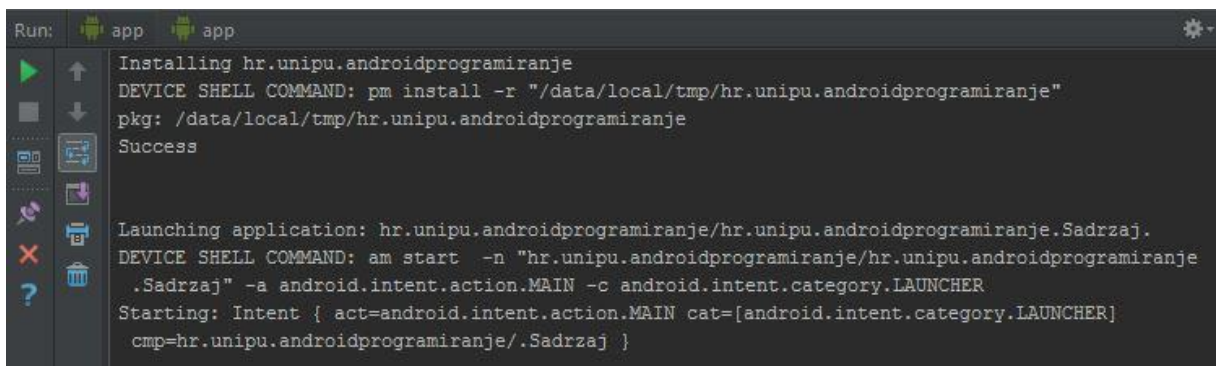 Run: app app
Installing hr.unipu.androidprogramiranje
DEVICE SHELL COMMAND: pm install -r "/data/local/tmp/hr.unipu.androidprogramiranje"
pkg: /data/local/tmp/hr.unipu.androidprogramiranje
Success
Launching application: hr.unipu.androidprogramiranje/hr.unipu.androidprogramiranje.Sadrzaj.
DEVICE SHELL COMMAND: am start  -n "hr.unipu.androidprogramiranje/hr.unipu.androidprogramiranje
.Sadrzaj" -a android.intent.action.MAIN -c android.intent.category.LAUNCHER
Starting: Intent { act=android.intent.action.MAIN cat=[android.intent.category.LAUNCHER]
cmp=hr.unipu.androidprogramiranje/.Sadrzaj }